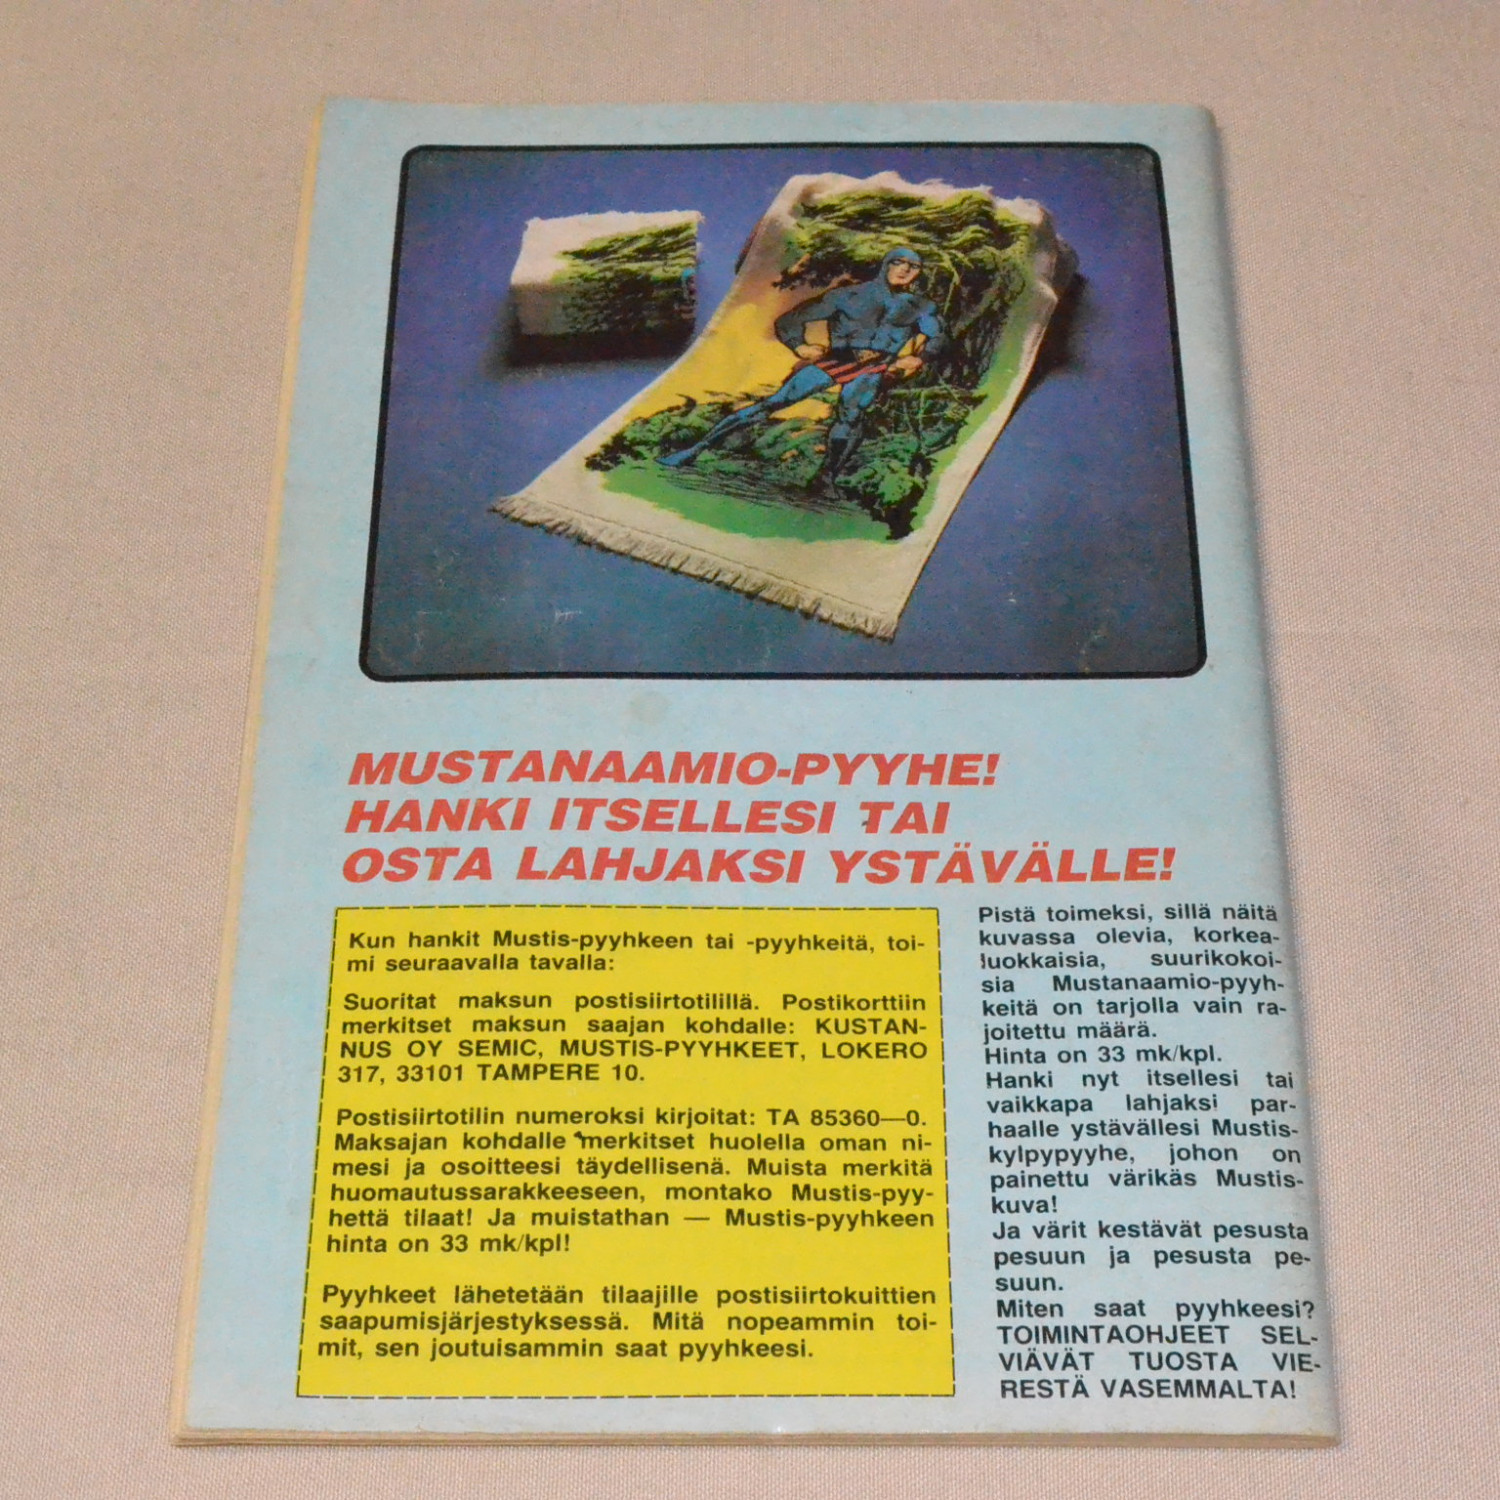 MUSTANAAMIO-PYYHE!
HANKI ITSELLESI TAI
OSTA LAHJAKSI YSTÄVÄLLE!
Kun hankit Mustis-pyyhkeen tai -pyyhkeitä, toi-
mi seuraavalla tavalla:
Suoritat maksun postisiirtotilillä. Postikorttiin
merkitset maksun saajan kohdalle: KUSTAN-
NUS OY SEMIC, MUSTIS-PYYHKEET, LOKERO
317, 33101 TAMPERE 10.
Postisiirtotilin numeroksi kirjoitat: TA 85360—0.
Maksajan kohdalle merkitset huolella oman ni-
mesi ja osoitteesi täydellisenä. Muista merkitä
huomautussarakkeeseen, montako Mustis-pyy-
hettä tilaat! Ja muistathan — Mustis-pyyhkeen
hinta on 33 mk/kpl!
Pyyhkeet lähetetään tilaajille postisiirtokuittien
saapumisjärjestyksessä. Mitä nopeammin toi-
mit, sen joutuisammin saat pyyhkeesi.
Pistä toimeksi, sillä näitä
kuvassa olevia, korkea-
luokkaisia, suurikokoi-
sia Mustanaamio-pyyh-
keitä on tarjolla vain ra-
joitettu määrä.
Hinta on 33 mk/kpl.
Hanki nyt itsellesi tai
vaikkapa lahjaksi par-
haalle ystävällesi Mustis-
kylpypyyhe, johon on
painettu värikäs Mustis-
kuva!
Ja värit kestävät pesusta
pesuun ja pesusta pe-
suun.
Miten saat pyyhkeesi?
TOIMINTAOHJEET SEL-
VIÄVÄT TUOSTA VIE-
RESTÄ VASEMMALTA!